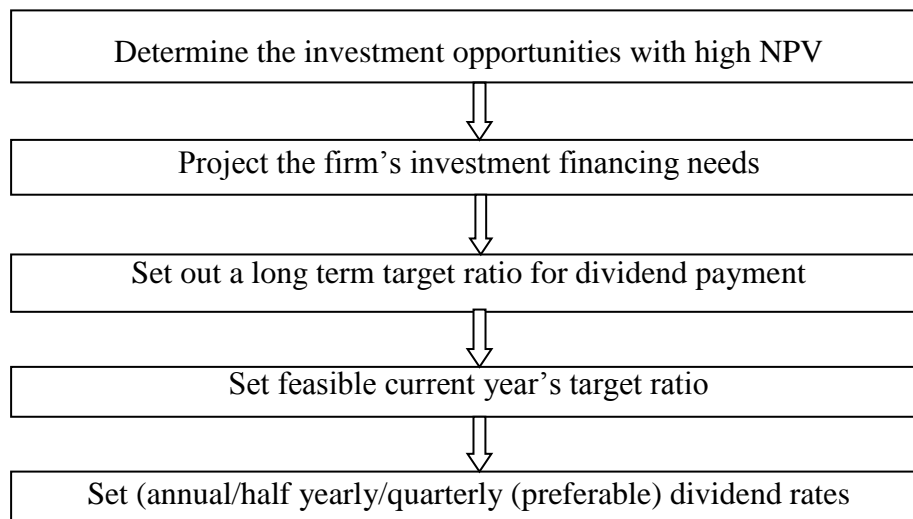 Determine the investment opportunities with high NPV
Project the firm’s investment financing needs
Set out a long term target ratio for dividend payment
Set feasible current year’s target ratio
Set (annual/half yearly/quarterly (preferable) dividend rates